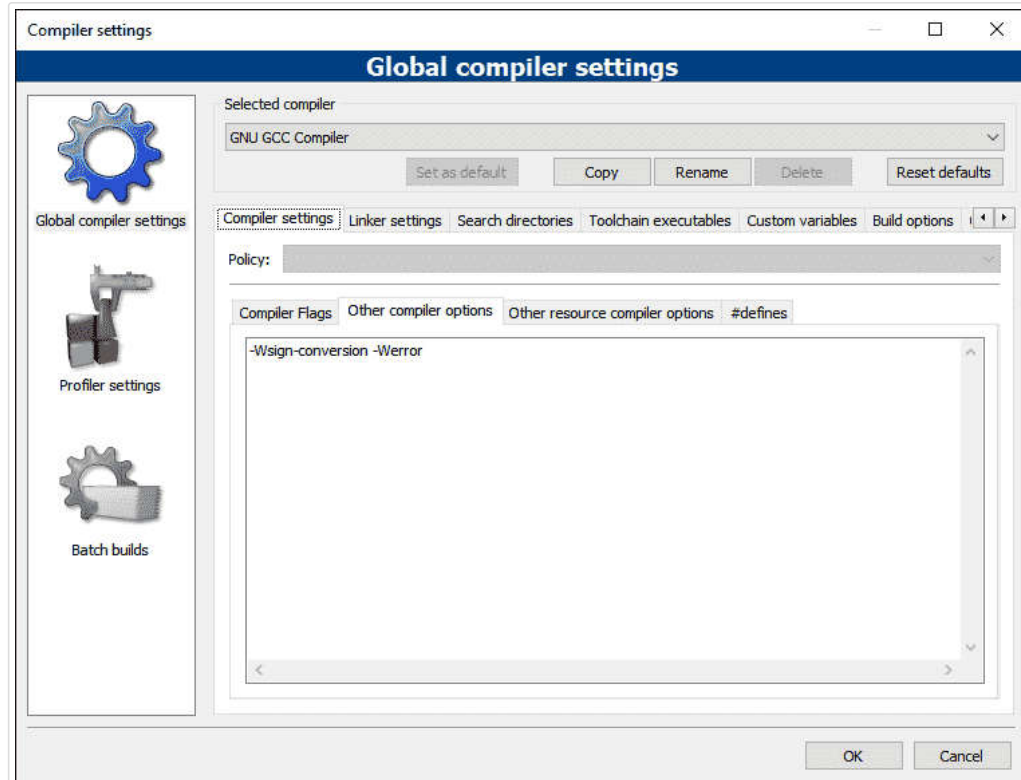 Compiler settings
Global compiler settings
Global compiler settings
Profiler settings
Batch builds
Selected compiler
GNU GCC Compiler
Set as default Copy Rename Delete Reset defaults
Compiler settings Linker settings Search directories Toolchain executables Custom variables Build options
Policy:
Compiler Flags Other compiler options Other resource compiler options #defines
-Wsign-conversion -Werror
OK Cancel